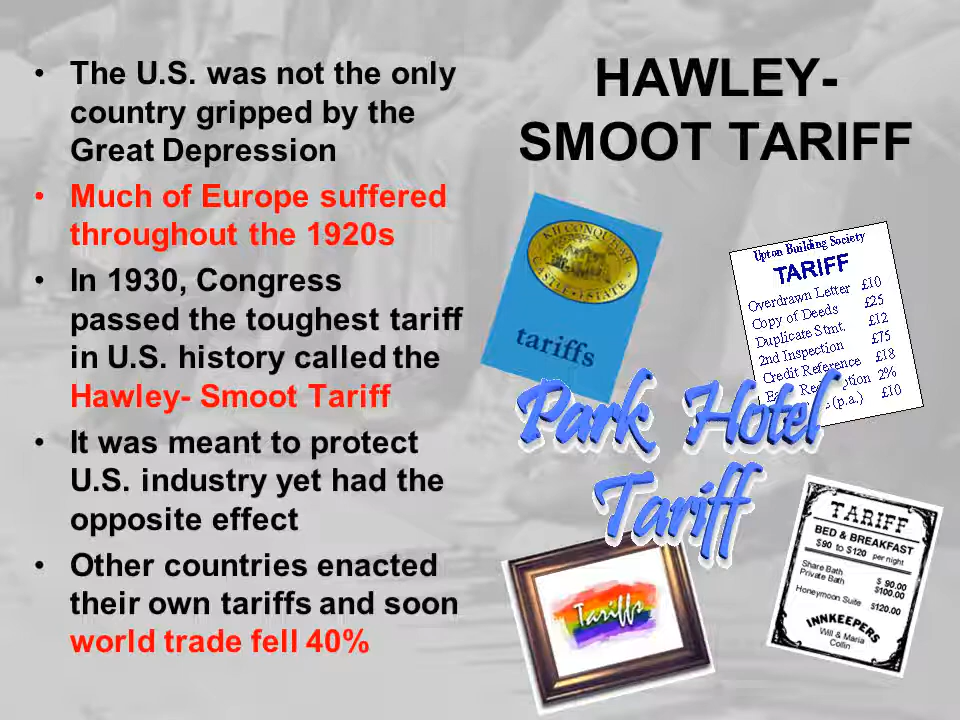 • The U.S. was not the only
country gripped by the
Great Depression
• Much of Europe suffered
throughout the 1920s
• In 1930, Congress
passed the toughest tariff
in U.S. history called the
Hawley- Smoot Tariff
• It was meant to protect
U.S. industry yet had the
opposite effect
• Other countries enacted
their own tariffs and soon
world trade fell 40%
HAWLEY-
SMOOT TARIFF
CASTLE • ESTATE
tariffs
Upton Building Society
TARIFF
Overdrawn Letter £10
Copy of Deeds £25
Duplicate Stmt. £12
2nd Inspection £75
Credit Reference £18
2%
(p.a.) £10
Park Hotel
Tariff
Tariffs
TARIFF
BED & BREAKFAST
$90 to $120 per night
Share Bath $ 90.00
Private Bath $100.00
Honeymoon Suite $120.00
INNKEEPERS
Will & Maria
Collin